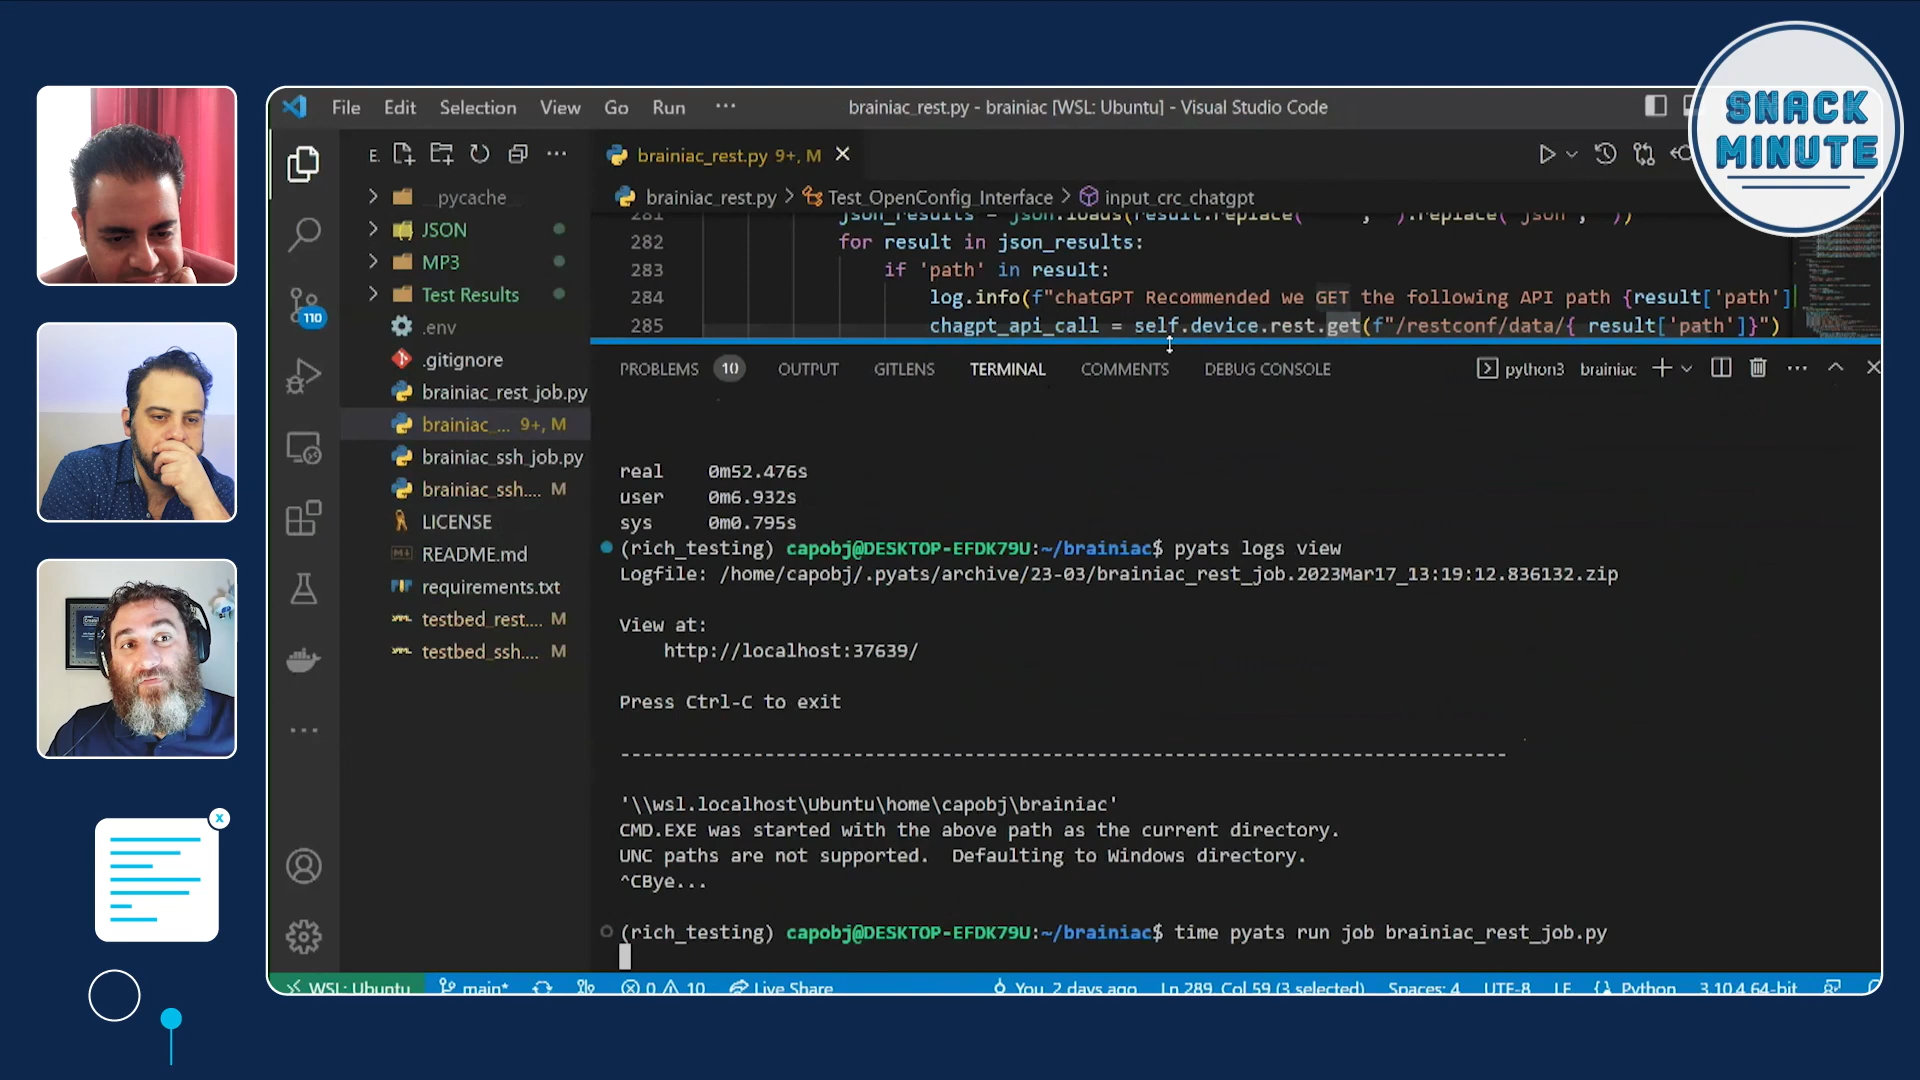 SNACK
MINUTE
File Edit Selection View Go Run ···
brainiac_rest.py - brainiac [WSL: Ubuntu] - Visual Studio Code
E.
brainiac_rest.py 9+, M
__pycache__
JSON
MP3
Test Results
.env
.gitignore
brainiac_rest_job.py
brainiac_... 9+, M
brainiac_ssh_job.py
brainiac_ssh.... M
LICENSE
README.md
requirements.txt
testbed_rest.... M
testbed_ssh.... M
110
brainiac_rest.py > Test_OpenConfig_Interface > input_crc_chatgpt
281 json_results = json.loads(result.replace(
282 for result in json_results:
283 if 'path' in result:
284 log.info(f"chatGPT Recommended we GET the following API path {result['path']
285 chagpt_api_call = self.device.rest.get(f"/restconf/data/{ result['path']}")
PROBLEMS 10 OUTPUT GITLENS TERMINAL COMMENTS DEBUG CONSOLE
python3 brainiac
real 0m52.476s
user 0m6.932s
sys 0m0.795s
(rich_testing) capobj@DESKTOP-EFDK79U:~/brainiac$ pyats logs view
Logfile: /home/capobj/.pyats/archive/23-03/brainiac_rest_job.2023Mar17_13:19:12.836132.zip
View at:
http://localhost:37639/
Press Ctrl-C to exit
--------------------------------------------------------------------------------
'\\wsl.localhost\Ubuntu\home\capobj\brainiac'
CMD.EXE was started with the above path as the current directory.
UNC paths are not supported.  Defaulting to Windows directory.
^CBye...
(rich_testing) capobj@DESKTOP-EFDK79U:~/brainiac$ time pyats run job brainiac_rest_job.py
WSL: Ubuntu main* 0 10 Live Share You, 2 days ago Ln 289, Col 59 (3 selected) Spaces: 4 UTF-8 LF Python 3.10.4 64-bit